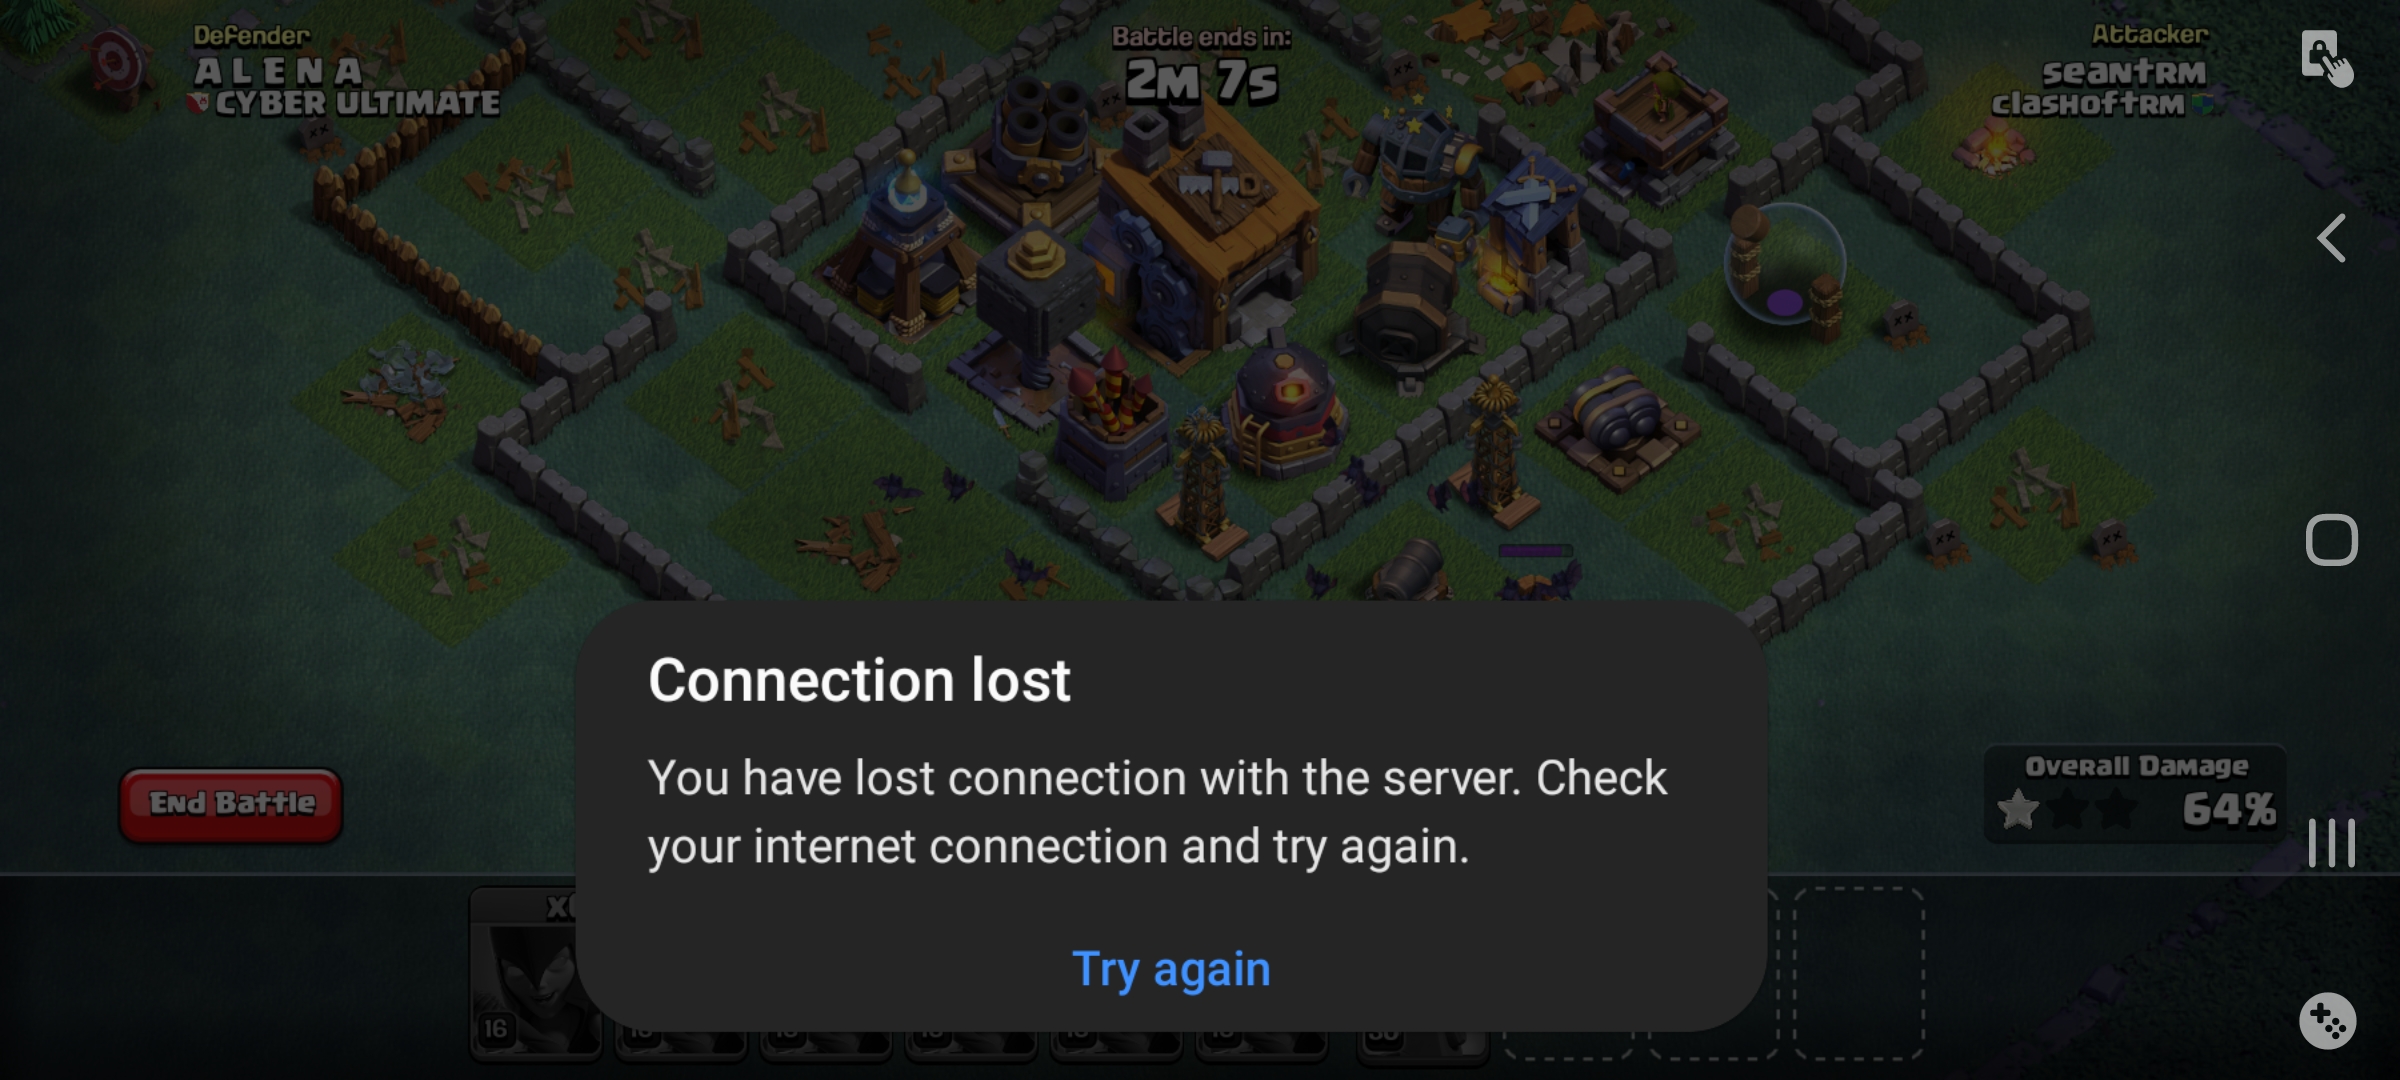 Defender
ALENA
CYBER ULTIMATE
Battle ends in:
2M 7s
Attacker
seantRM
clashoftRM
Connection lost
You have lost connection with the server. Check
your internet connection and try again.
Try again
End Battle
Overall Damage
64%
16